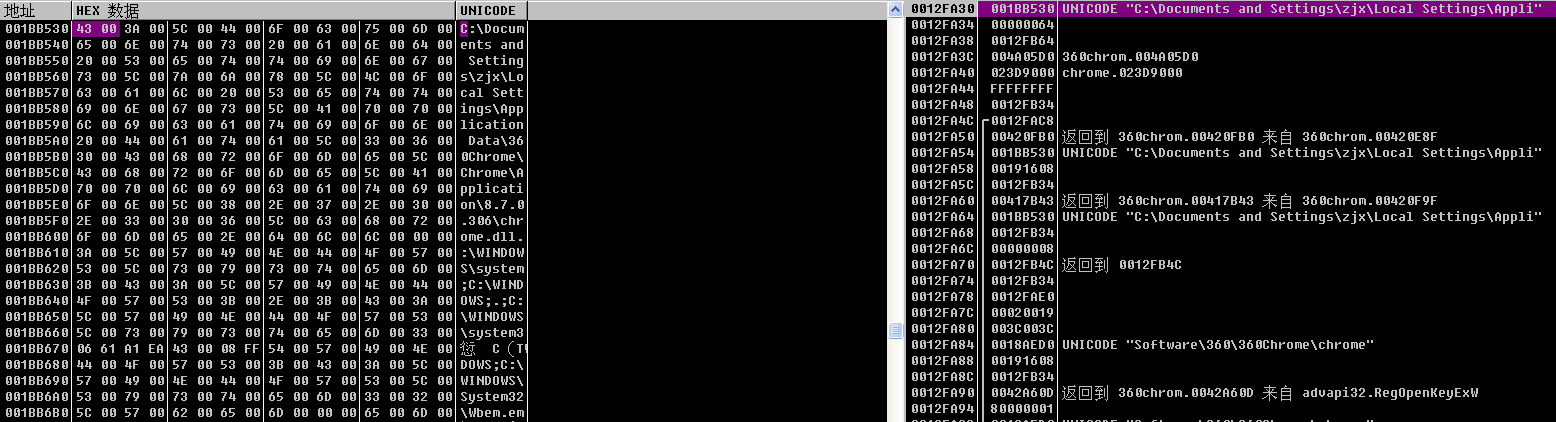 地址 HEX 数据 UNICODE
001BB530 43 00 3A 00 5C 00 44 00 6F 00 63 00 75 00 6D 00 C:\Docum
001BB540 65 00 6E 00 74 00 73 00 20 00 61 00 6E 00 64 00 ents and
001BB550 20 00 53 00 65 00 74 00 74 00 69 00 6E 00 67 00  Setting
001BB560 73 00 5C 00 7A 00 6A 00 78 00 5C 00 4C 00 6F 00 s\zjx\Lo
001BB570 63 00 61 00 6C 00 20 00 53 00 65 00 74 00 74 00 cal Sett
001BB580 69 00 6E 00 67 00 73 00 5C 00 41 00 70 00 70 00 ings\App
001BB590 6C 00 69 00 63 00 61 00 74 00 69 00 6F 00 6E 00 lication
001BB5A0 20 00 44 00 61 00 74 00 61 00 5C 00 33 00 36 00  Data\36
001BB5B0 30 00 43 00 68 00 72 00 6F 00 6D 00 65 00 5C 00 0Chrome\
001BB5C0 43 00 68 00 72 00 6F 00 6D 00 65 00 5C 00 41 00 Chrome\A
001BB5D0 70 00 70 00 6C 00 69 00 63 00 61 00 74 00 69 00 pplicati
001BB5E0 6F 00 6E 00 5C 00 38 00 2E 00 37 00 2E 00 30 00 on\8.7.0
001BB5F0 2E 00 33 00 30 00 36 00 5C 00 63 00 68 00 72 00 .306\chr
001BB600 6F 00 6D 00 65 00 2E 00 64 00 6C 00 6C 00 00 00 ome.dll.
001BB610 3A 00 5C 00 57 00 49 00 4E 00 44 00 4F 00 57 00 :\WINDOW
001BB620 53 00 5C 00 73 00 79 00 73 00 74 00 65 00 6D 00 S\system
001BB630 3B 00 43 00 3A 00 5C 00 57 00 49 00 4E 00 44 00 ;C:\WIND
001BB640 4F 00 57 00 53 00 3B 00 2E 00 3B 00 43 00 3A 00 OWS;.;C:
001BB650 5C 00 57 00 49 00 4E 00 44 00 4F 00 57 00 53 00 \WINDOWS
001BB660 5C 00 73 00 79 00 73 00 74 00 65 00 6D 00 33 00 \system3
001BB670 06 61 A1 EA 43 00 08 FF 54 00 57 00 49 00 4E 00 愆 C（TW
001BB680 44 00 4F 00 57 00 53 00 3B 00 43 00 3A 00 5C 00 DOWS;C:\
001BB690 57 00 49 00 4E 00 44 00 4F 00 57 00 53 00 5C 00 WINDOWS\
001BB6A0 53 00 79 00 73 00 74 00 65 00 6D 00 33 00 32 00 System32
001BB6B0 5C 00 57 00 62 00 65 00 6D 00 00 00 65 00 6D 00 \Wbem.em
0012FA30 001BB530 UNICODE "C:\Documents and Settings\zjx\Local Settings\Appli"
0012FA34 00000064
0012FA38 0012FB64
0012FA3C 004A05D0 360chrom.004A05D0
0012FA40 023D9000 chrome.023D9000
0012FA44 FFFFFFFF
0012FA48 0012FB34
0012FA4C 0012FAC8
0012FA50 00420FB0 返回到 360chrom.00420FB0 来自 360chrom.00420E8F
0012FA54 001BB530 UNICODE "C:\Documents and Settings\zjx\Local Settings\Appli"
0012FA58 00191608
0012FA5C 0012FB34
0012FA60 00417B43 返回到 360chrom.00417B43 来自 360chrom.00420F9F
0012FA64 001BB530 UNICODE "C:\Documents and Settings\zjx\Local Settings\Appli"
0012FA68 0012FB34
0012FA6C 00000008
0012FA70 0012FB4C 返回到 0012FB4C
0012FA74 0012FB34
0012FA78 0012FAE0
0012FA7C 00020019
0012FA80 003C003C
0012FA84 0018AED0 UNICODE "Software\360\360Chrome\chrome"
0012FA88 00191608
0012FA8C 0012FB34
0012FA90 0042A60D 返回到 360chrom.0042A60D 来自 advapi32.RegOpenKeyExW
0012FA94 80000001